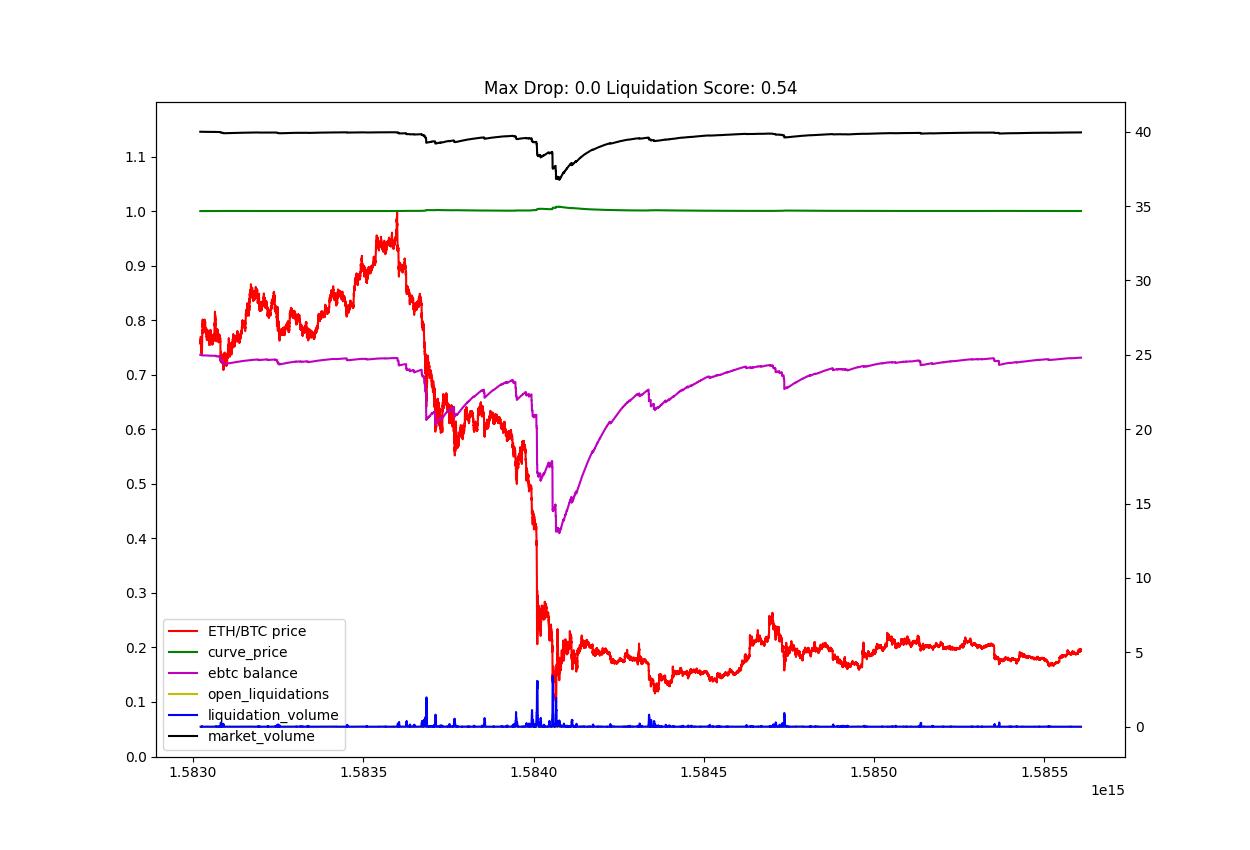 Max Drop: 0.0 Liquidation Score: 0.54
1.1
1.0
0.9
0.8
0.7
0.6
0.5
0.4
0.3
0.2
0.1
0.0
40
35
30
25
20
15
10
5
0
ETH/BTC price
curve_price
ebtc balance
open_liquidations
liquidation_volume
market_volume
1.5830 1.5835 1.5840 1.5845 1.5850 1.5855
1e15